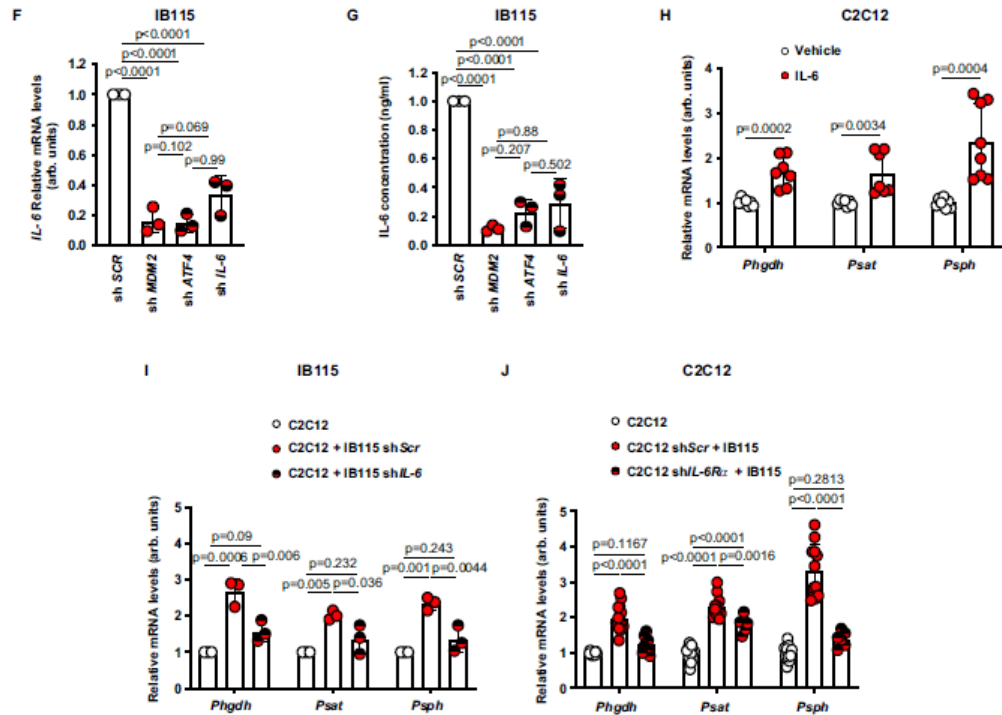 F
IB115
p<0.0001
p<0.0001
p<0.0001
p=0.069
p=0.102
p=0.99
IL-6 Relative mRNA levels
(arb. units)
1.2
1.0
0.8
0.6
0.4
0.2
0.0
sh SCR
sh MDM2
sh ATF4
sh IL-6
G
IB115
p<0.0001
p<0.0001
p<0.0001
p=0.88
p=0.207
p=0.502
IL-6 concentration (ng/ml)
1.2
1.0
0.8
0.6
0.4
0.2
0.0
sh SCR
sh MDM2
sh ATF4
sh IL-6
H
C2C12
Vehicle
IL-6
p=0.0004
p=0.0002
p=0.0034
Relative mRNA levels (arb. units)
4
3
2
1
0
Phgdh
Psat
Psph
I
IB115
C2C12
C2C12 + IB115 shScr
C2C12 + IB115 shIL-6
p=0.09
p=0.0006
p=0.006
p=0.232
p=0.005
p=0.036
p=0.243
p=0.001
p=0.0044
Relative mRNA levels (arb. units)
5
4
3
2
1
0
Phgdh
Psat
Psph
J
C2C12
C2C12
C2C12 shScr + IB115
C2C12 shIL-6Rα + IB115
p=0.2813
p<0.0001
p=0.1167
p<0.0001
p<0.0001
p<0.0001
p=0.0016
Relative mRNA levels (arb. units)
5
4
3
2
1
0
Phgdh
Psat
Psph